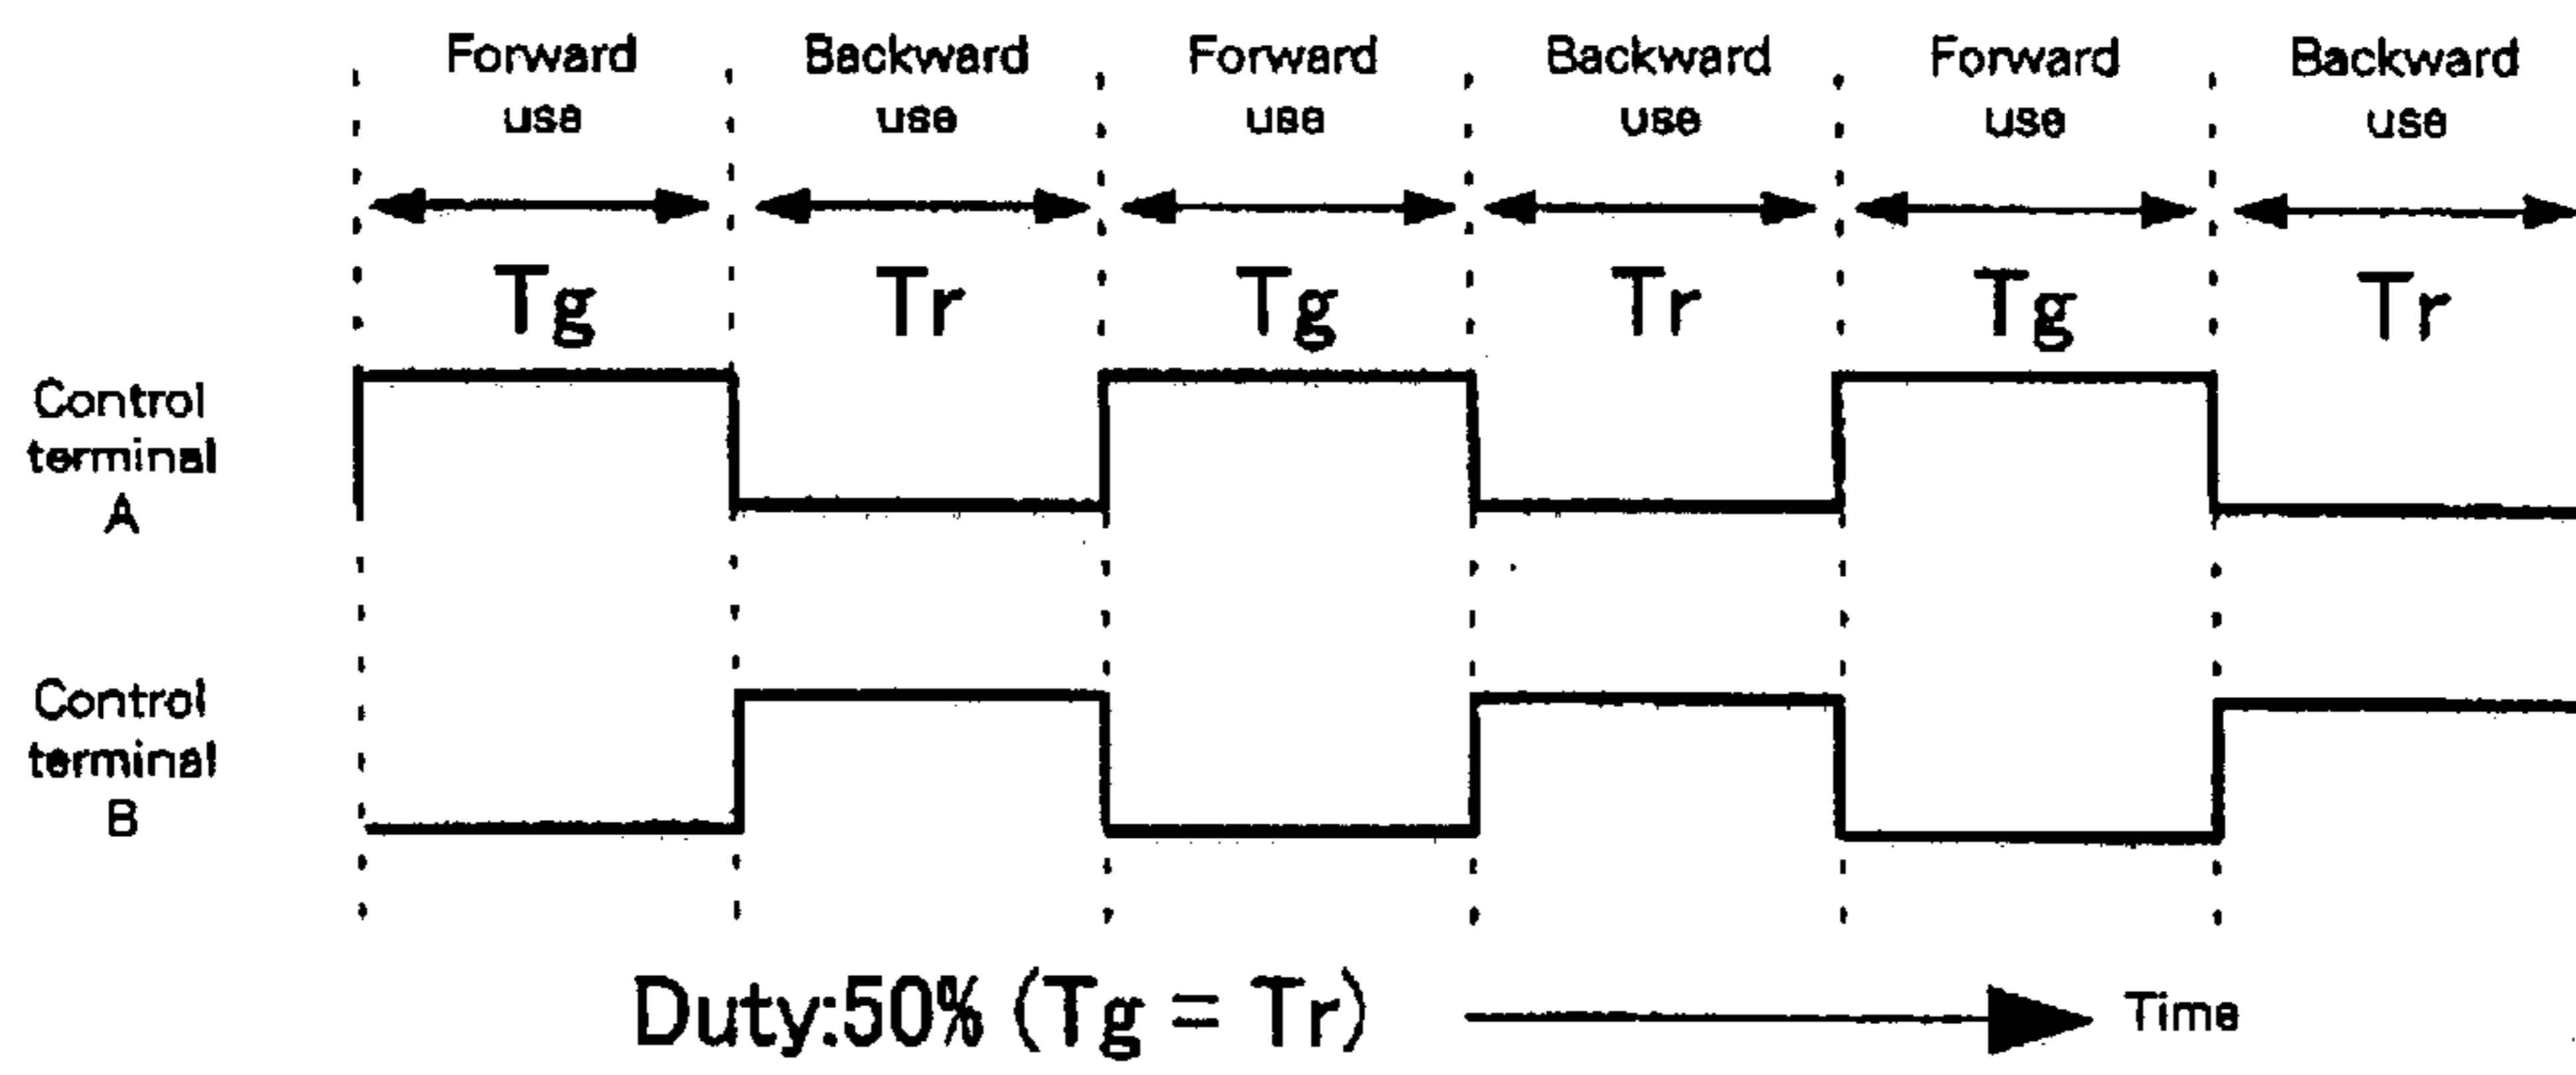 Forward use
Backward use
Forward use
Backward use
Forward use
Backward use
Tg
Tr
Tg
Tr
Tg
Tr
Control
terminal
A
Control
terminal
B
Duty:50% (Tg = Tr)
Time